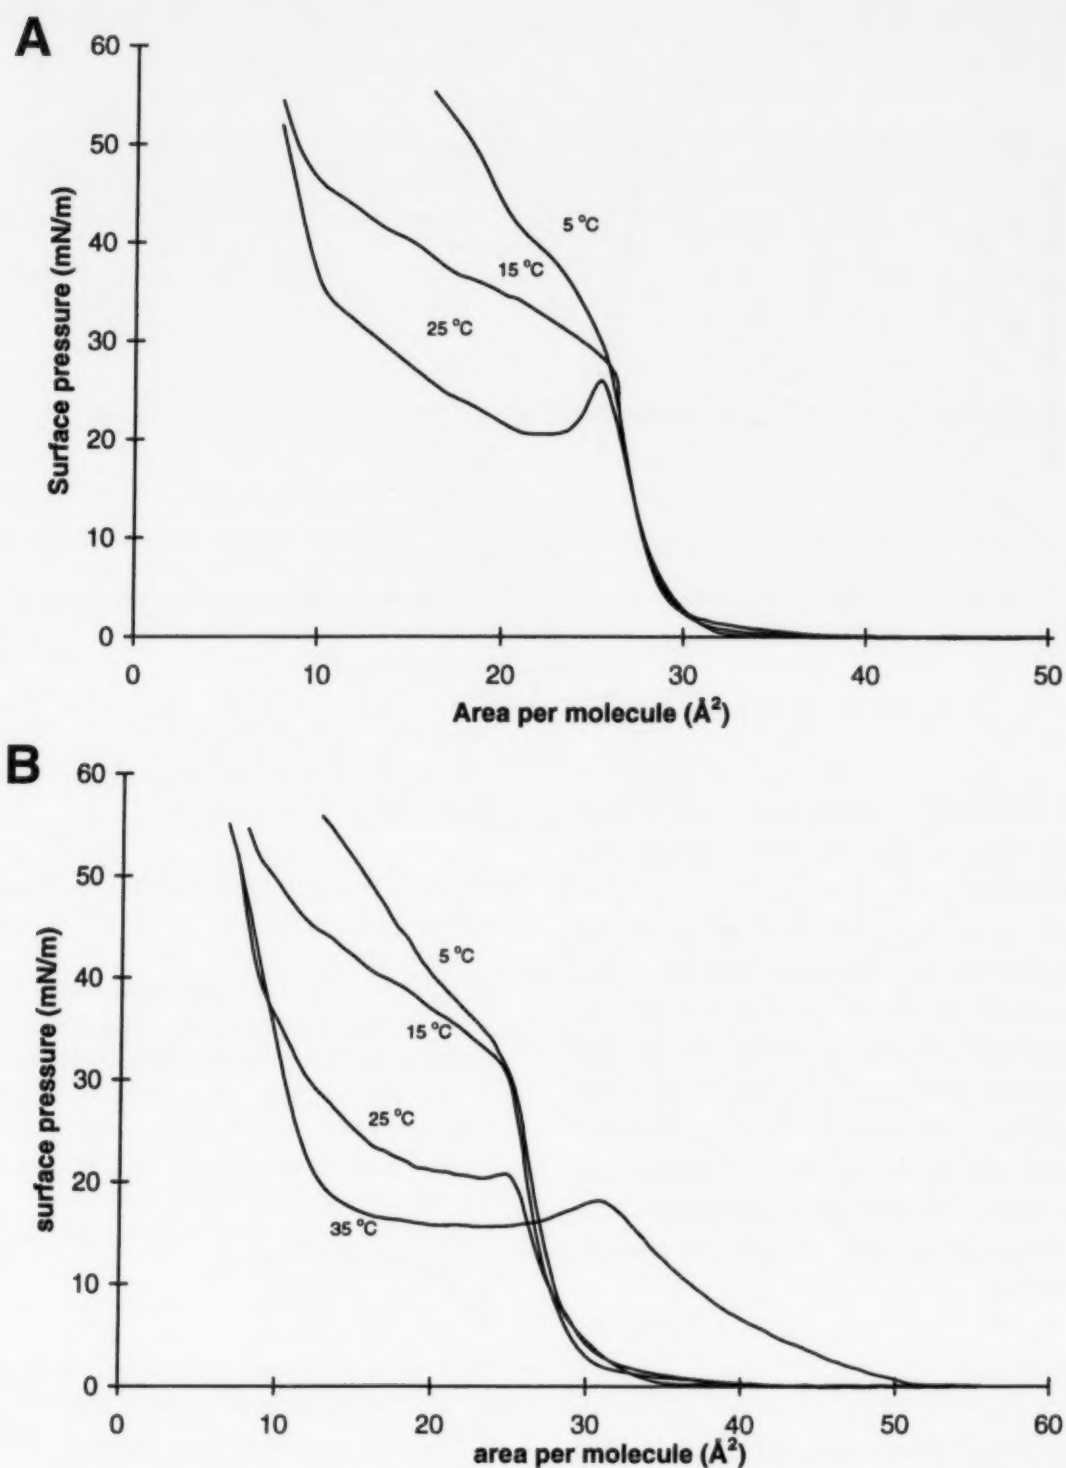 A
60
50
40
30
20
10
0
Surface pressure (mN/m)
5 °C
15 °C
25 °C
0 10 20 30 40 50
Area per molecule (Å²)
B
60
50
40
30
20
10
0
surface pressure (mN/m)
5 °C
15 °C
25 °C
35 °C
0 10 20 30 40 50 60
area per molecule (Å²)